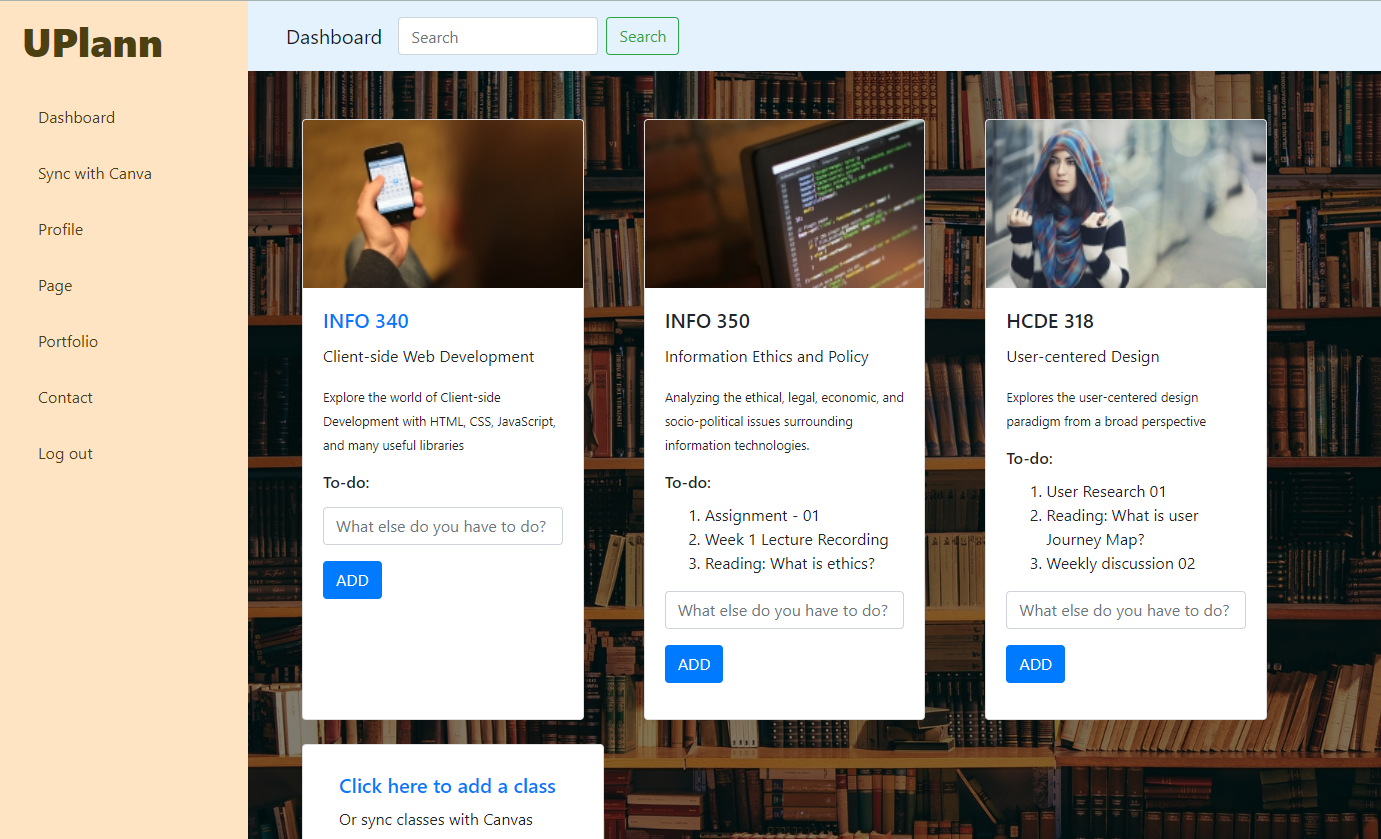 UPlann
Dashboard
Sync with Canva
Profile
Page
Portfolio
Contact
Log out
Dashboard
Search
Search
INFO 340
Client-side Web Development
Explore the world of Client-side
Development with HTML, CSS, JavaScript,
and many useful libraries
To-do:
What else do you have to do?
ADD
INFO 350
Information Ethics and Policy
Analyzing the ethical, legal, economic, and
socio-political issues surrounding
information technologies.
To-do:
1. Assignment - 01
2. Week 1 Lecture Recording
3. Reading: What is ethics?
What else do you have to do?
ADD
HCDE 318
User-centered Design
Explores the user-centered design
paradigm from a broad perspective
To-do:
1. User Research 01
2. Reading: What is user
Journey Map?
3. Weekly discussion 02
What else do you have to do?
ADD
Click here to add a class
Or sync classes with Canvas